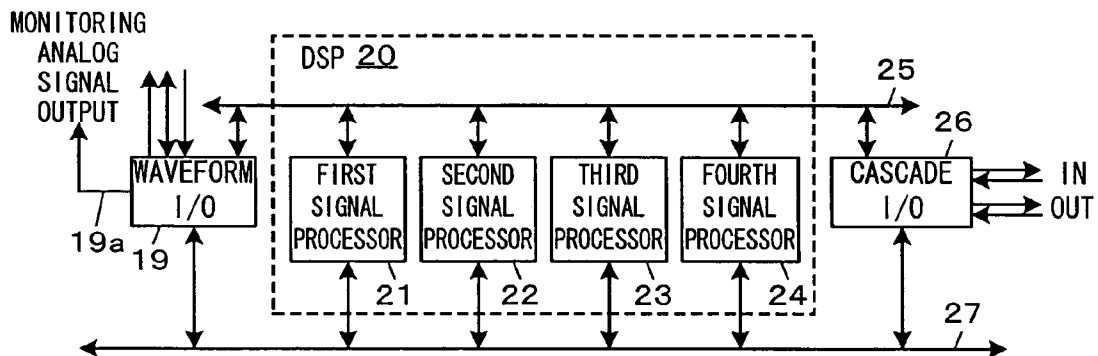 MONITORING
ANALOG
SIGNAL
OUTPUT
DSP 20
25
26
WAVEFORM
I/O
FIRST
SIGNAL
PROCESSOR
SECOND
SIGNAL
PROCESSOR
THIRD
SIGNAL
PROCESSOR
FOURTH
SIGNAL
PROCESSOR
CASCADE
I/O
IN
OUT
19a
19
21
22
23
24
27